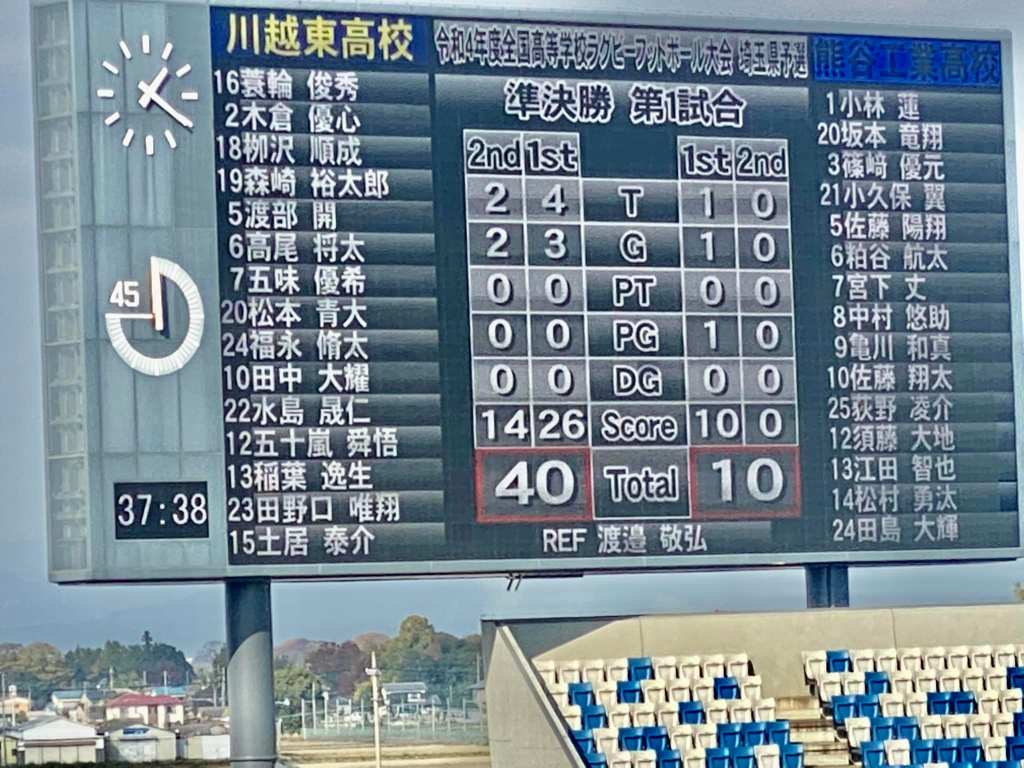 川越東高校
16蓑輪 俊秀
2木倉 優心
18栁沢 順成
19森崎 裕太郎
5渡部 開
6高尾 将太
7五味 優希
20松本 青大
24福永 脩太
10田中 大耀
22水島 晟仁
12五十嵐 舜悟
13稲葉 逸生
23田野口 唯翔
15土居 泰介
45
37:38
令和4年度全国高等学校ラグビーフットボール大会 埼玉県予選
準決勝 第1試合
2nd 1st 1st 2nd
2 4 T 1 0
2 3 G 1 0
0 0 PT 0 0
0 0 PG 1 0
0 0 DG 0 0
14 26 Score 10 0
40 Total 10
REF 渡邉 敬弘
熊谷工業高校
1小林 蓮
20坂本 竜翔
3篠﨑 優元
21小久保 翼
5佐藤 陽翔
6粕谷 航太
7宮下 丈
8中村 悠助
9亀川 和真
10佐藤 翔太
25荻野 凌介
12須藤 大地
13江田 智也
14松村 勇汰
24田島 大輝